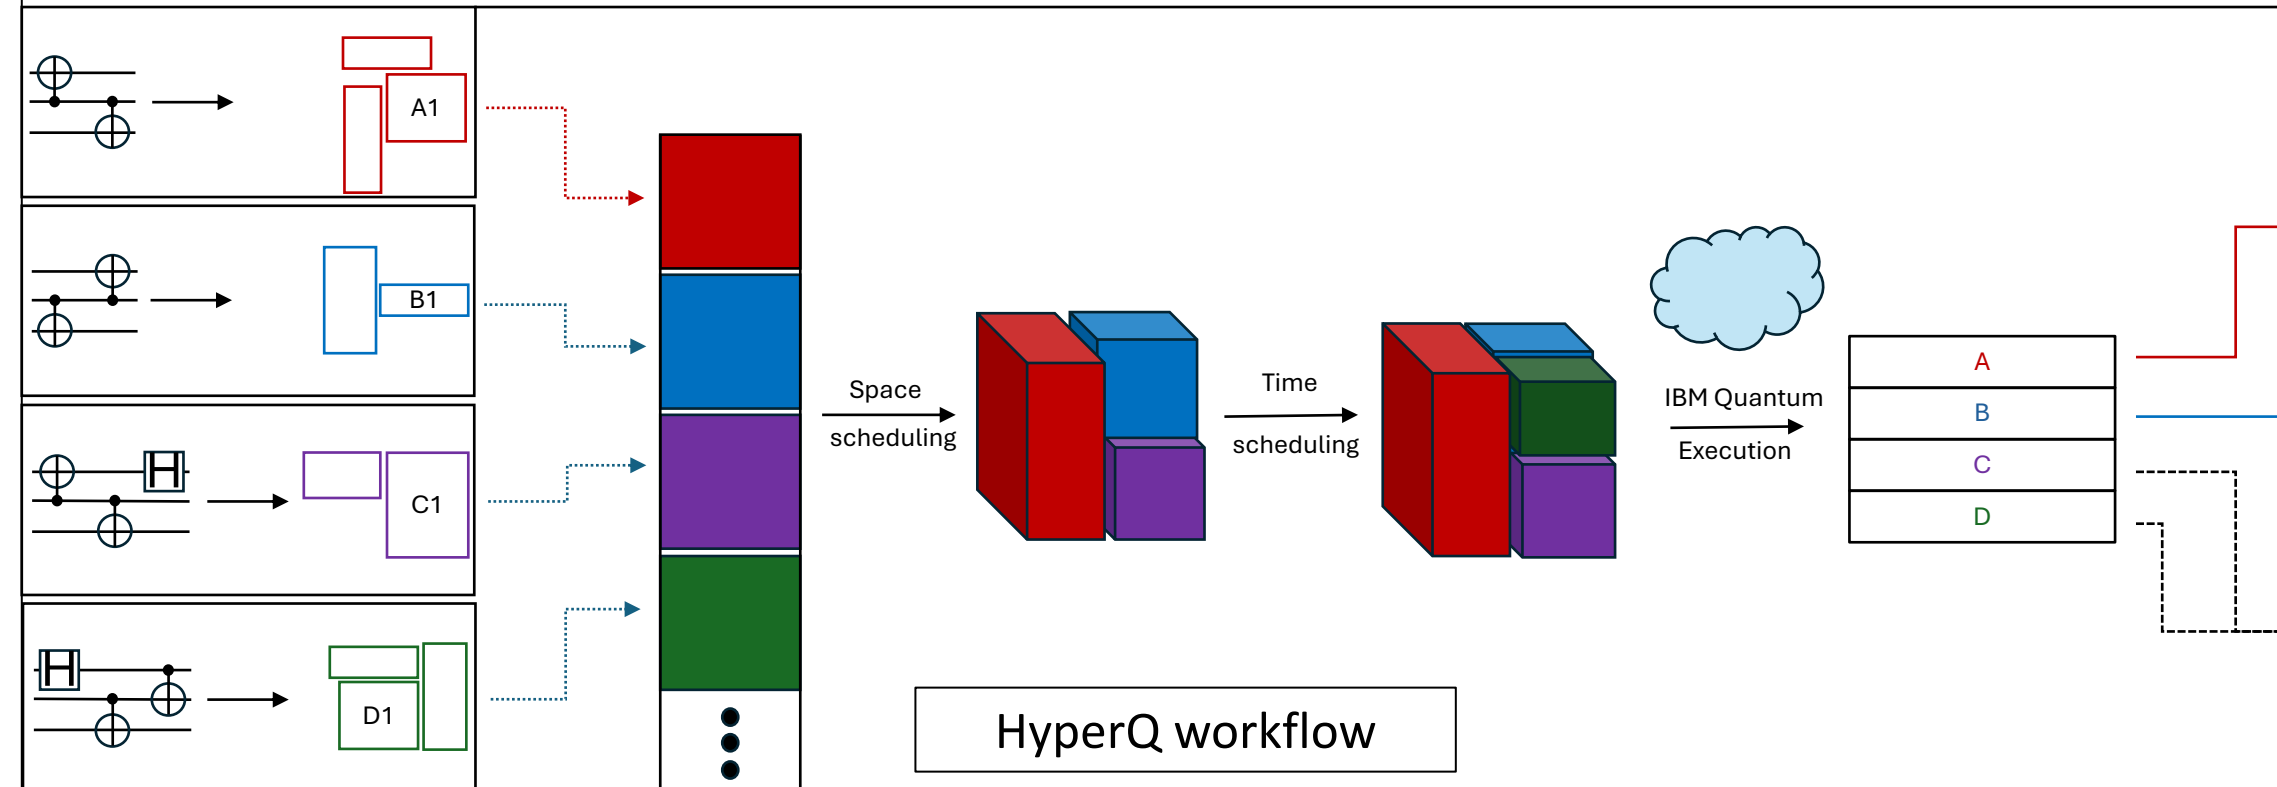 A1
B1
H
C1
H
D1
Space
scheduling
Time
scheduling
IBM Quantum
Execution
A
B
C
D
HyperQ workflow